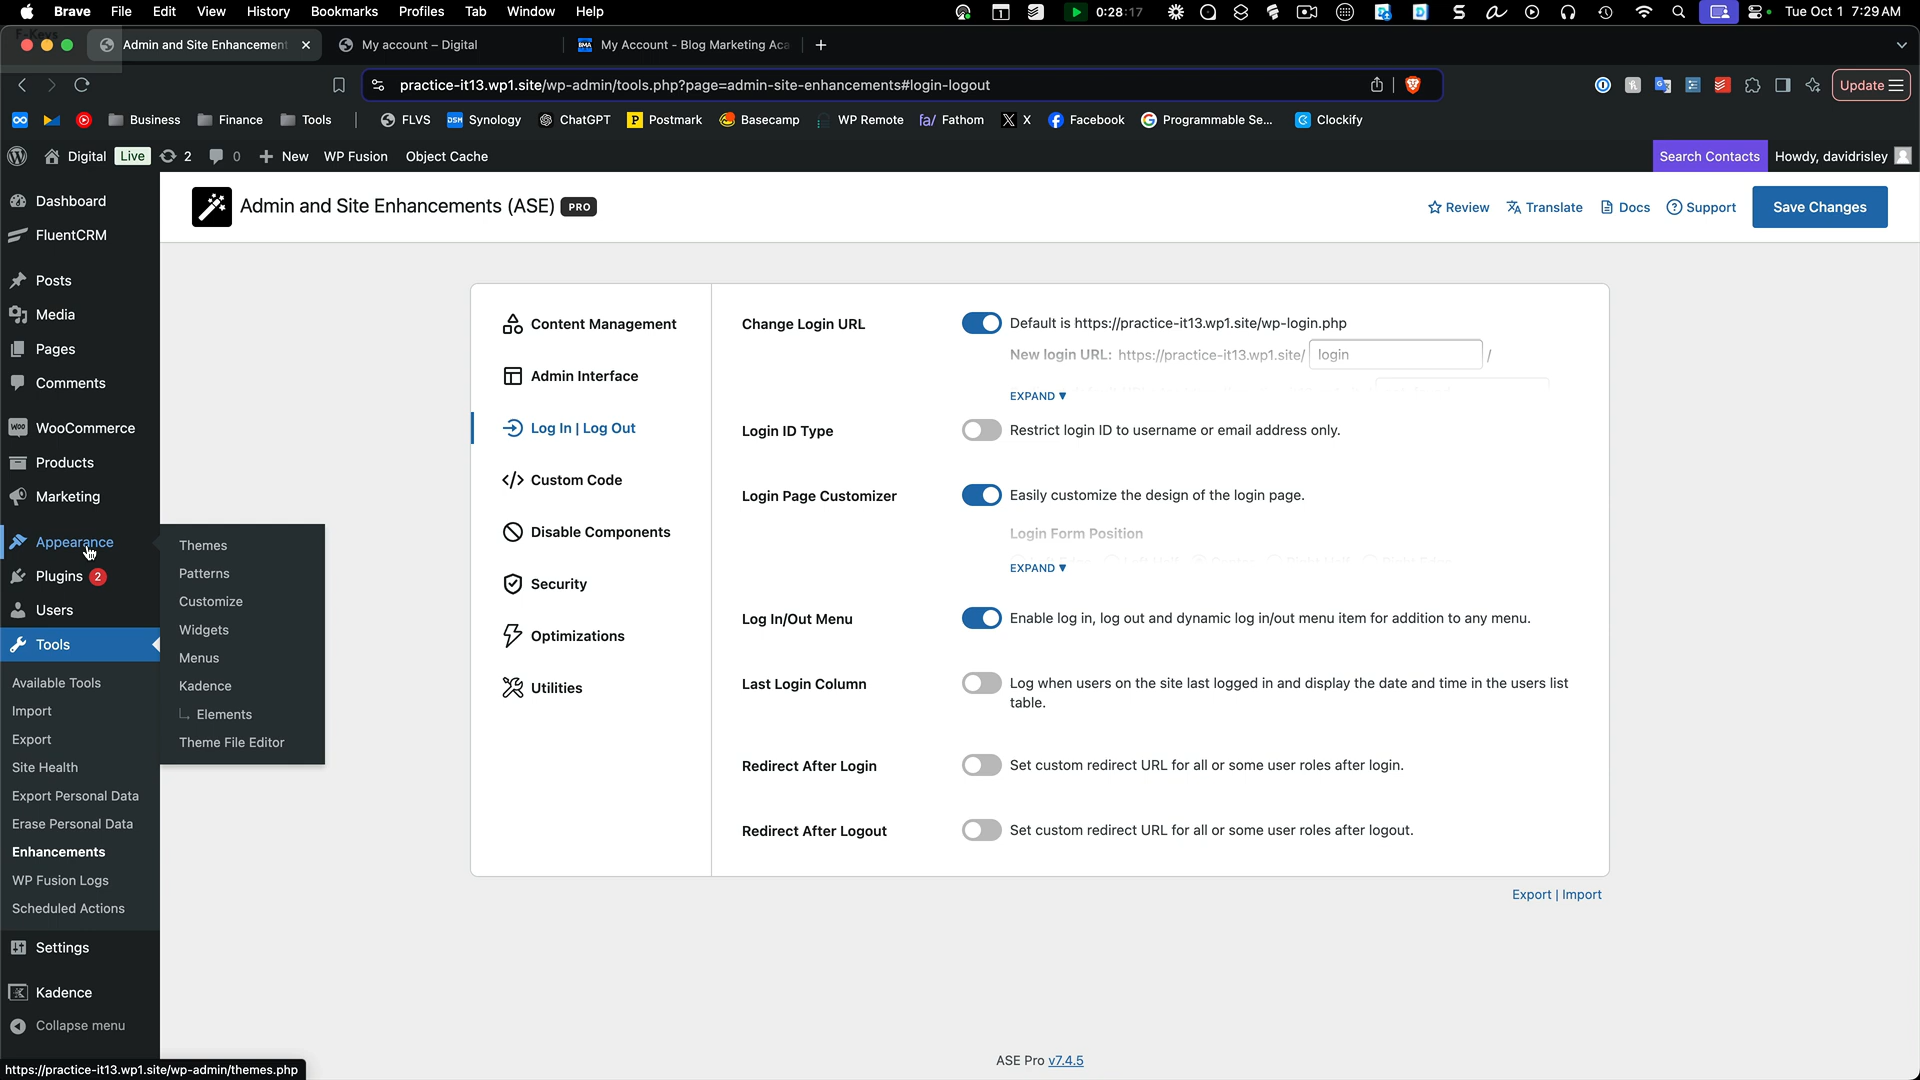 Brave File Edit View History Bookmarks Profiles Tab Window Help
0:28:17
Tue Oct 1 7:29 AM
F-Keys
Admin and Site Enhancement
My account – Digital
My Account - Blog Marketing Aca
practice-it13.wp1.site/wp-admin/tools.php?page=admin-site-enhancements#login-logout
Update
Business Finance Tools FLVS Synology ChatGPT Postmark Basecamp WP Remote Fathom X Facebook Programmable Se... Clockify
Digital Live 2 0 New WP Fusion Object Cache
Search Contacts Howdy, davidrisley
Dashboard
FluentCRM
Posts
Media
Pages
Comments
WooCommerce
Products
Marketing
Appearance
Plugins 2
Users
Tools
Available Tools
Import
Export
Site Health
Export Personal Data
Erase Personal Data
Enhancements
WP Fusion Logs
Scheduled Actions
Settings
Kadence
Collapse menu
Themes
Patterns
Customize
Widgets
Menus
Kadence
Elements
Theme File Editor
Admin and Site Enhancements (ASE) PRO
Review Translate Docs Support Save Changes
Content Management
Admin Interface
Log In | Log Out
Custom Code
Disable Components
Security
Optimizations
Utilities
Change Login URL
Default is https://practice-it13.wp1.site/wp-login.php
New login URL: https://practice-it13.wp1.site/ login /
EXPAND ▼
Login ID Type
Restrict login ID to username or email address only.
Login Page Customizer
Easily customize the design of the login page.
Login Form Position
EXPAND ▼
Log In/Out Menu
Enable log in, log out and dynamic log in/out menu item for addition to any menu.
Last Login Column
Log when users on the site last logged in and display the date and time in the users list
table.
Redirect After Login
Set custom redirect URL for all or some user roles after login.
Redirect After Logout
Set custom redirect URL for all or some user roles after logout.
Export | Import
ASE Pro v7.4.5
https://practice-it13.wp1.site/wp-admin/themes.php